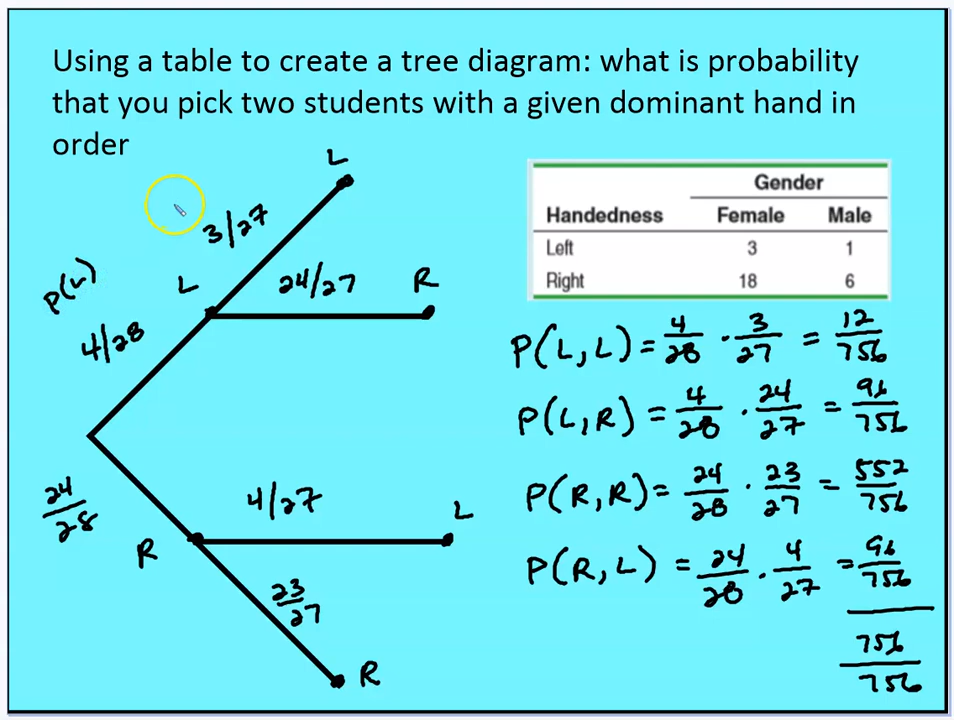 Using a table to create a tree diagram: what is probability
that you pick two students with a given dominant hand in
order
L
3/27
L
24/27
R
P(L)
4/28
24/28
R
4/27
L
23/27
R
Gender
Handedness Female Male
Left 3 1
Right 18 6
P(L,L) = 4/28 · 3/27 = 12/756
P(L,R) = 4/28 · 24/27 = 96/756
P(R,R) = 24/28 · 23/27 = 552/756
P(R,L) = 24/28 · 4/27 = 96/756
756/756